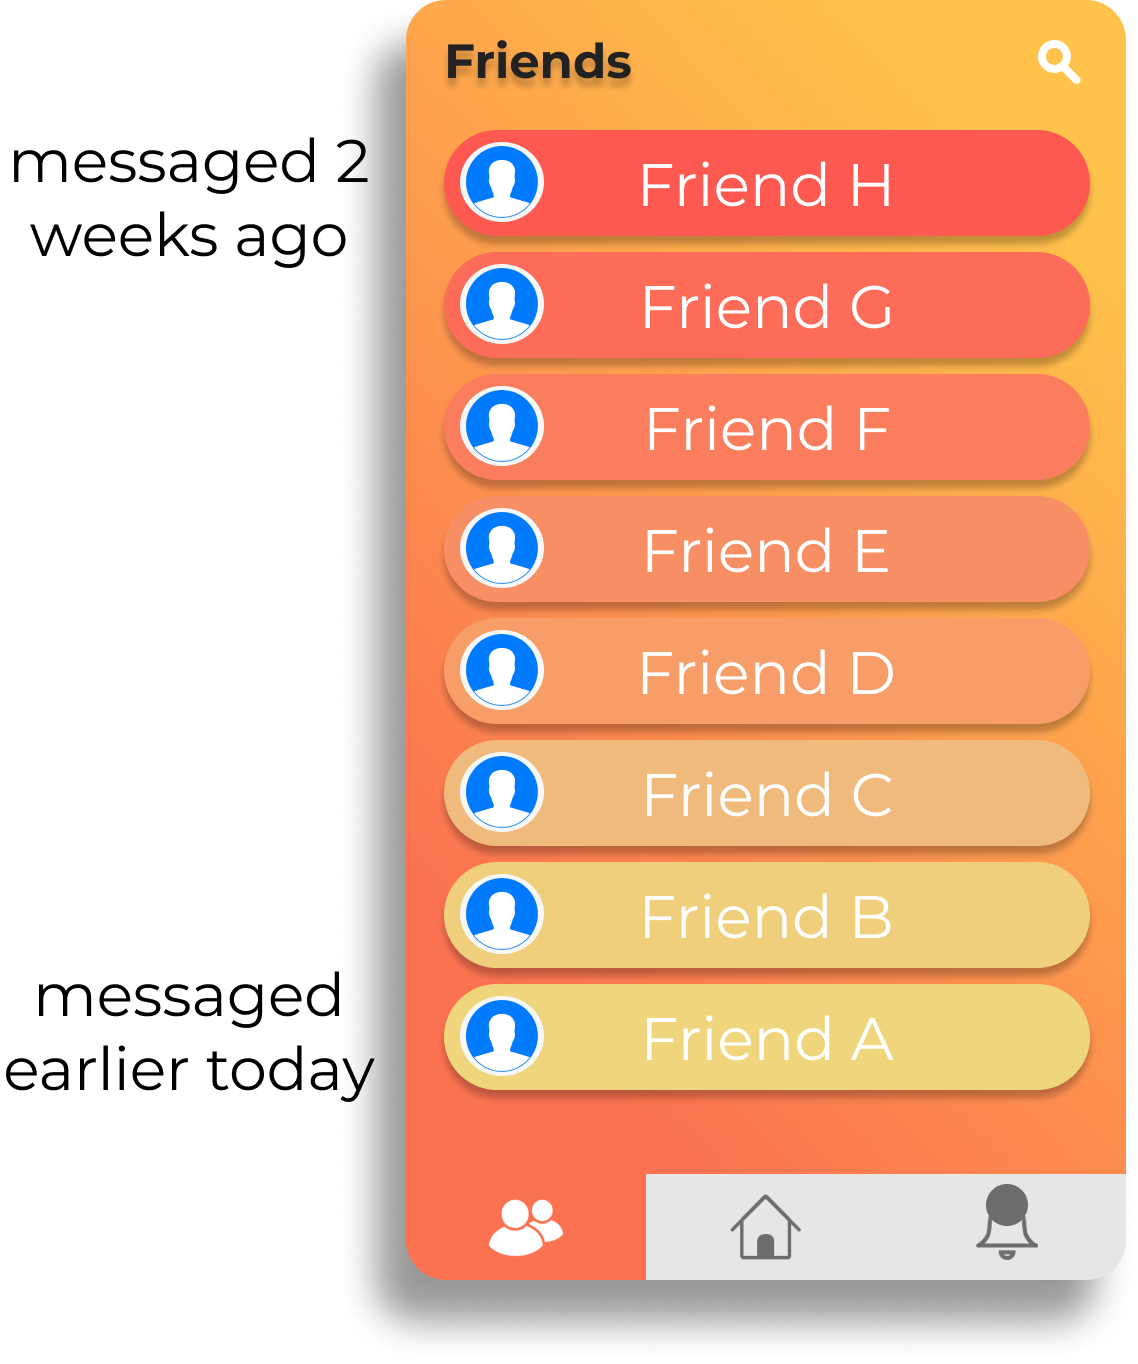 Friends
messaged 2
weeks ago
Friend H
Friend G
Friend F
Friend E
Friend D
Friend C
Friend B
messaged
earlier today
Friend A